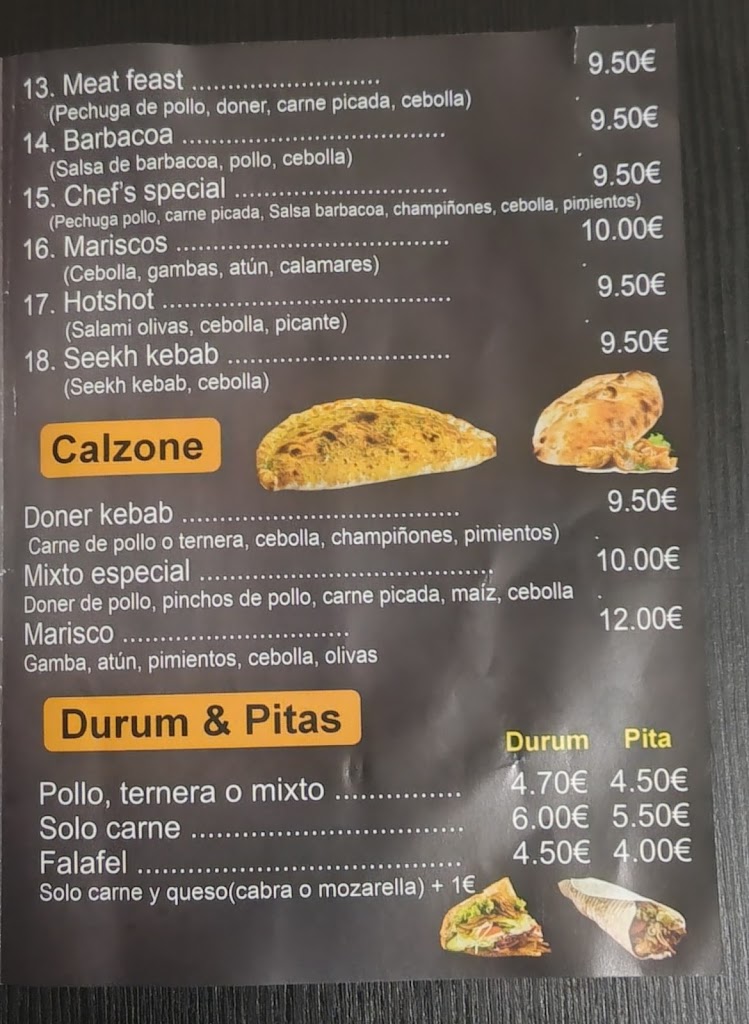 13. Meat feast ............................ 9.50€
(Pechuga de pollo, doner, carne picada, cebolla)
14. Barbacoa ....................................... 9.50€
(Salsa de barbacoa, pollo, cebolla)
15. Chef's special ............................... 9.50€
(Pechuga pollo, carne picada, Salsa barbacoa, champiñones, cebolla, pimientos)
16. Mariscos ........................................ 10.00€
(Cebolla, gambas, atún, calamares)
17. Hotshot .......................................... 9.50€
(Salami olivas, cebolla, picante)
18. Seekh kebab ................................ 9.50€
(Seekh kebab, cebolla)
Calzone
Doner kebab ........................................ 9.50€
Carne de pollo o ternera, cebolla, champiñones, pimientos)
Mixto especial .......................................... 10.00€
Doner de pollo, pinchos de pollo, carne picada, maíz, cebolla
Marisco ................................. 12.00€
Gamba, atún, pimientos, cebolla, olivas
Durum & Pitas
Durum Pita
Pollo, ternera o mixto .............. 4.70€ 4.50€
Solo carne ............................... 6.00€ 5.50€
Falafel ....................................... 4.50€ 4.00€
Solo carne y queso(cabra o mozarella) + 1€